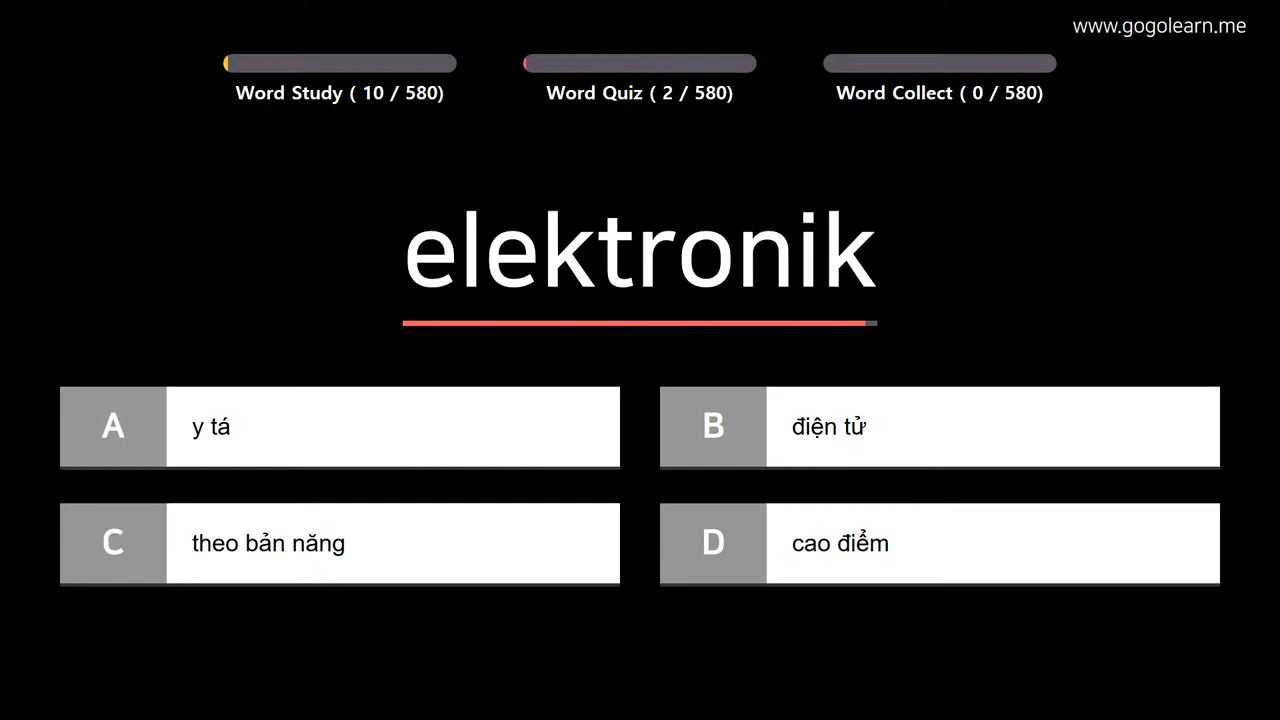 www.gogolearn.me
Word Study ( 10 / 580)
Word Quiz ( 2 / 580)
Word Collect ( 0 / 580)
elektronik
A y tá
B điện tử
C theo bản năng
D cao điểm